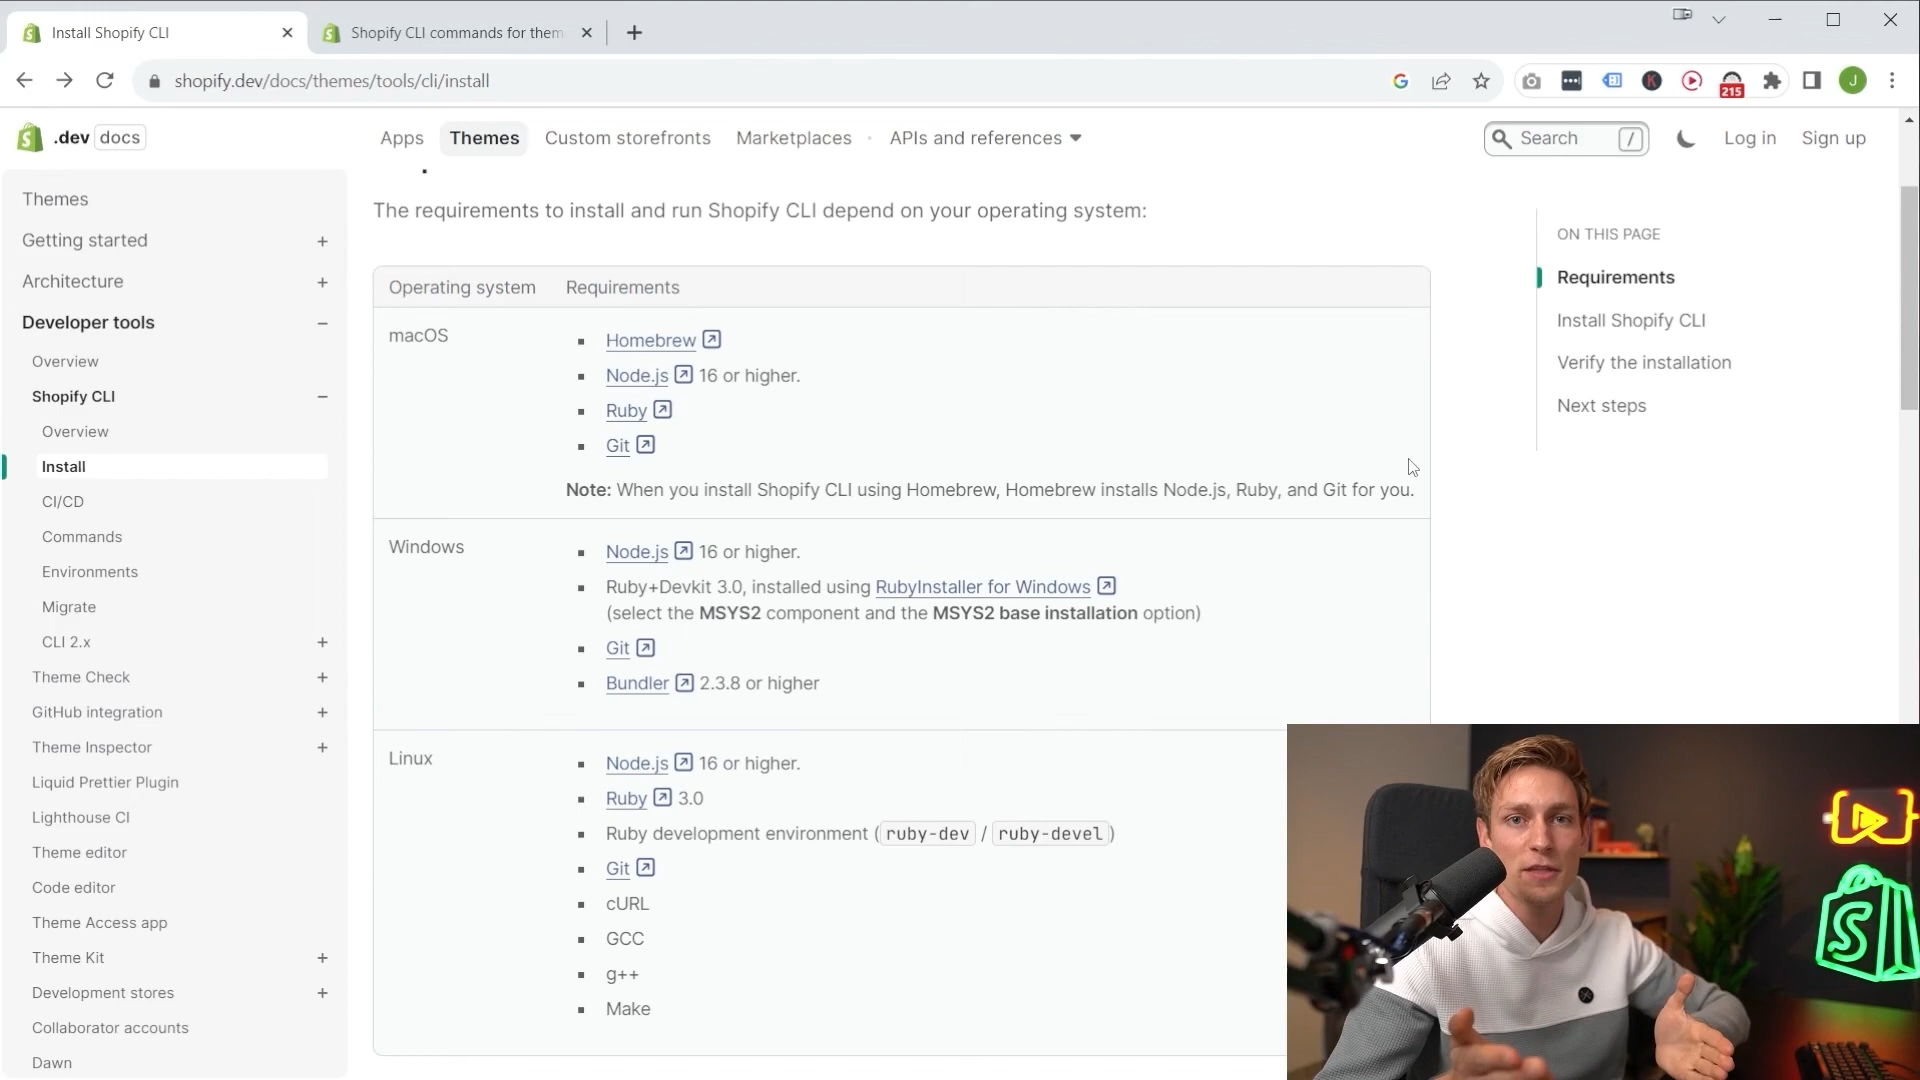 Install Shopify CLI
Shopify CLI commands for them
shopify.dev/docs/themes/tools/cli/install
G
K
215
J
.dev docs
Apps
Themes
Custom storefronts
Marketplaces
APIs and references
Search /
Log in
Sign up
Themes
Getting started
Architecture
Developer tools
Overview
Shopify CLI
Overview
Install
CI/CD
Commands
Environments
Migrate
CLI 2.x
Theme Check
GitHub integration
Theme Inspector
Liquid Prettier Plugin
Lighthouse CI
Theme editor
Code editor
Theme Access app
Theme Kit
Development stores
Collaborator accounts
Dawn
The requirements to install and run Shopify CLI depend on your operating system:
Operating system Requirements
macOS
Homebrew
Node.js 16 or higher.
Ruby
Git
Note: When you install Shopify CLI using Homebrew, Homebrew installs Node.js, Ruby, and Git for you.
Windows
Node.js 16 or higher.
Ruby+Devkit 3.0, installed using RubyInstaller for Windows
(select the MSYS2 component and the MSYS2 base installation option)
Git
Bundler 2.3.8 or higher
Linux
Node.js 16 or higher.
Ruby 3.0
Ruby development environment (ruby-dev / ruby-devel)
Git
cURL
GCC
g++
Make
ON THIS PAGE
Requirements
Install Shopify CLI
Verify the installation
Next steps
S